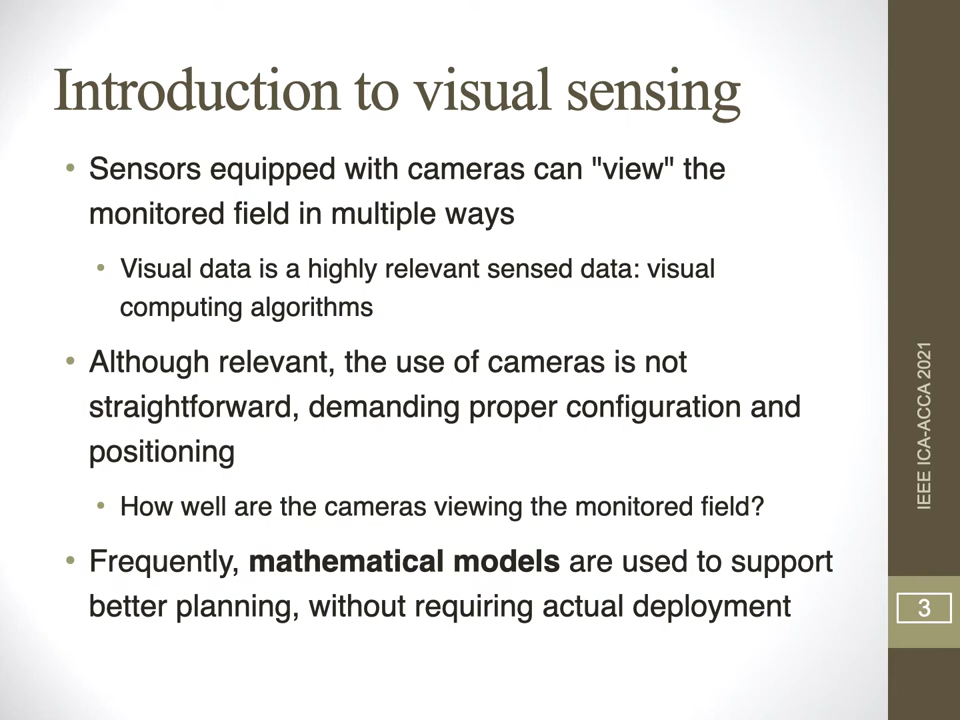 Introduction to visual sensing
• Sensors equipped with cameras can "view" the
monitored field in multiple ways
• Visual data is a highly relevant sensed data: visual
computing algorithms
• Although relevant, the use of cameras is not
straightforward, demanding proper configuration and
positioning
• How well are the cameras viewing the monitored field?
• Frequently, mathematical models are used to support
better planning, without requiring actual deployment
IEEE ICA-ACCA 2021
3